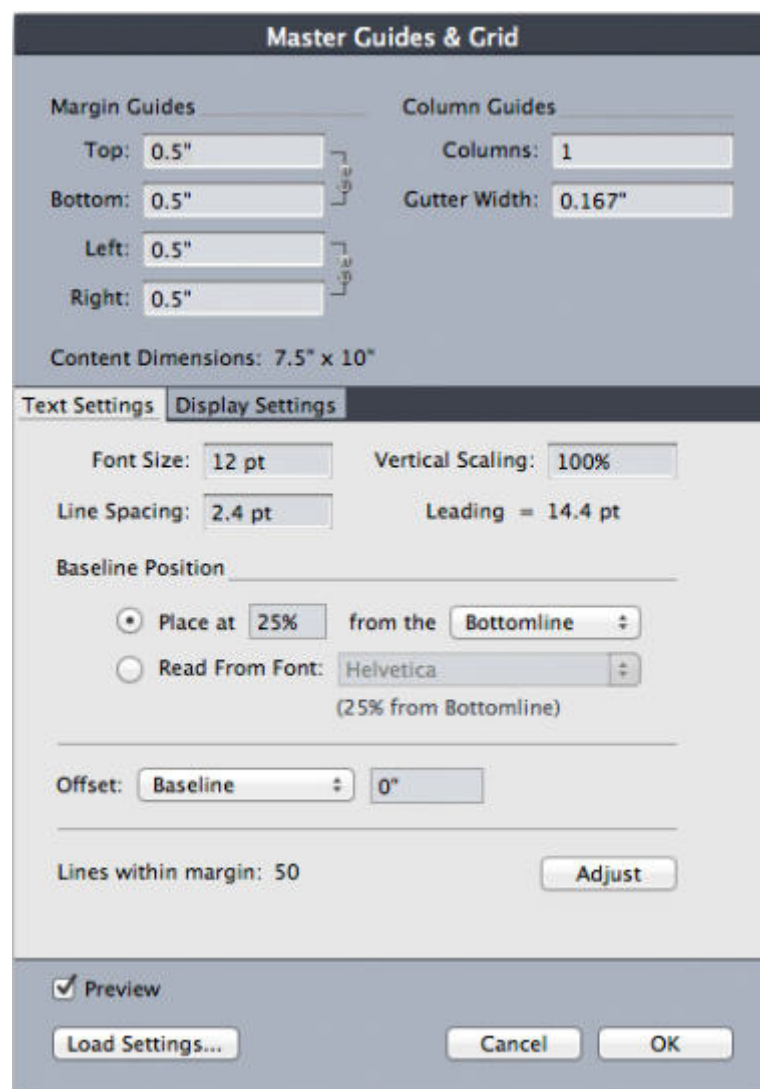 Master Guides & Grid
Margin Guides
Top: 0.5"
Bottom: 0.5"
Left: 0.5"
Right: 0.5"
Column Guides
Columns: 1
Gutter Width: 0.167"
Content Dimensions: 7.5" x 10"
Text Settings Display Settings
Font Size: 12 pt Vertical Scaling: 100%
Line Spacing: 2.4 pt Leading = 14.4 pt
Baseline Position
Place at 25% from the Bottomline
Read From Font: Helvetica
(25% from Bottomline)
Offset: Baseline 0"
Lines within margin: 50 Adjust
Preview
Load Settings... Cancel OK